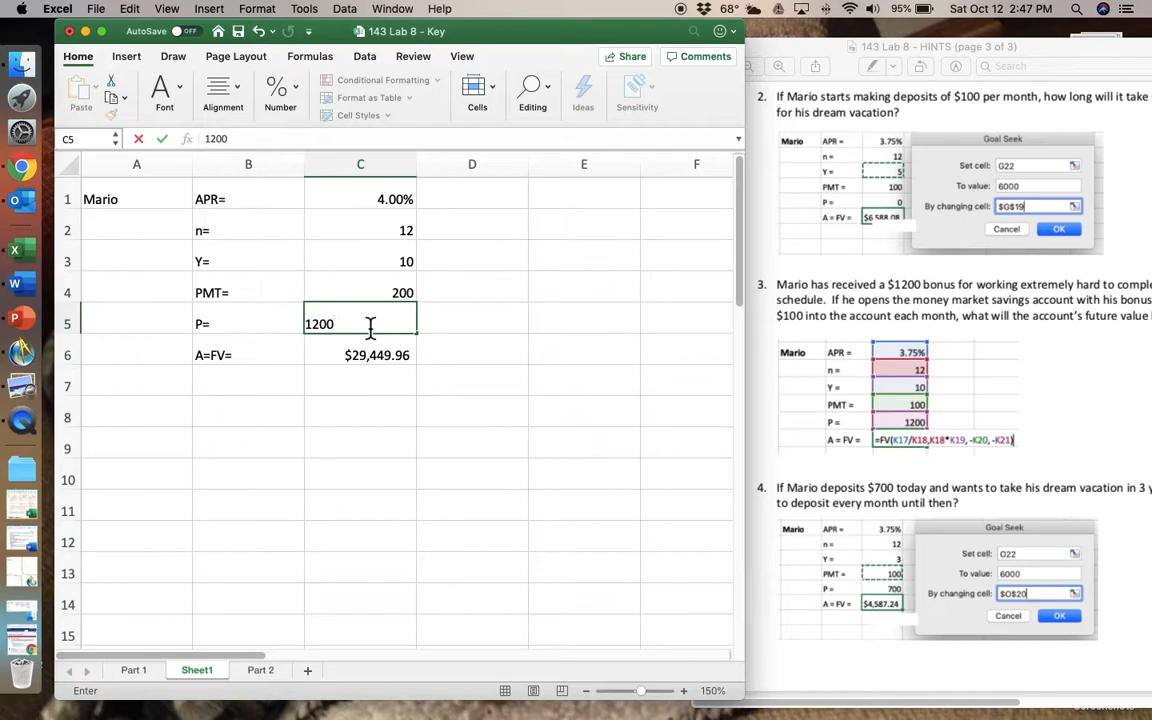 Excel File Edit View Insert Format Tools Data Window Help 68° 95% Sat Oct 12 2:47 PM
AutoSave OFF 143 Lab 8 - Key
Home Insert Draw Page Layout Formulas Data Review View Share Comments
Paste Font Alignment Number Conditional Formatting Format as Table Cell Styles Cells Editing Ideas Sensitivity
C5 fx 1200
A B C D E F
1 Mario APR= 4.00%
2 n= 12
3 Y= 10
4 PMT= 200
5 P= 1200
6 A=FV= $29,449.96
7
8
9
10
11
12
13
14
15
Part 1 Sheet1 Part 2
Enter 150%
143 Lab 8 - HINTS (page 3 of 3)
Search
2. If Mario starts making deposits of $100 per month, how long will it take
for his dream vacation?
Mario APR = 3.75%
n = 12
Y = 5
PMT = 100
P = 0
A = FV = $6,588.08
Goal Seek
Set cell: G22
To value: 6000
By changing cell: $G$19
Cancel OK
3. Mario has received a $1200 bonus for working extremely hard to comple
schedule. If he opens the money market savings account with his bonus
$100 into the account each month, what will the account's future value
Mario APR = 3.75%
n = 12
Y = 10
PMT = 100
P = 1200
A = FV = =FV(K17/K18,K18*K19, -K20, -K21)
4. If Mario deposits $700 today and wants to take his dream vacation in 3 y
to deposit every month until then?
Mario APR = 3.75%
n = 12
Y = 3
PMT = 100
P = 700
A = FV = $4,587.24
Goal Seek
Set cell: O22
To value: 6000
By changing cell: $O$20
Cancel OK